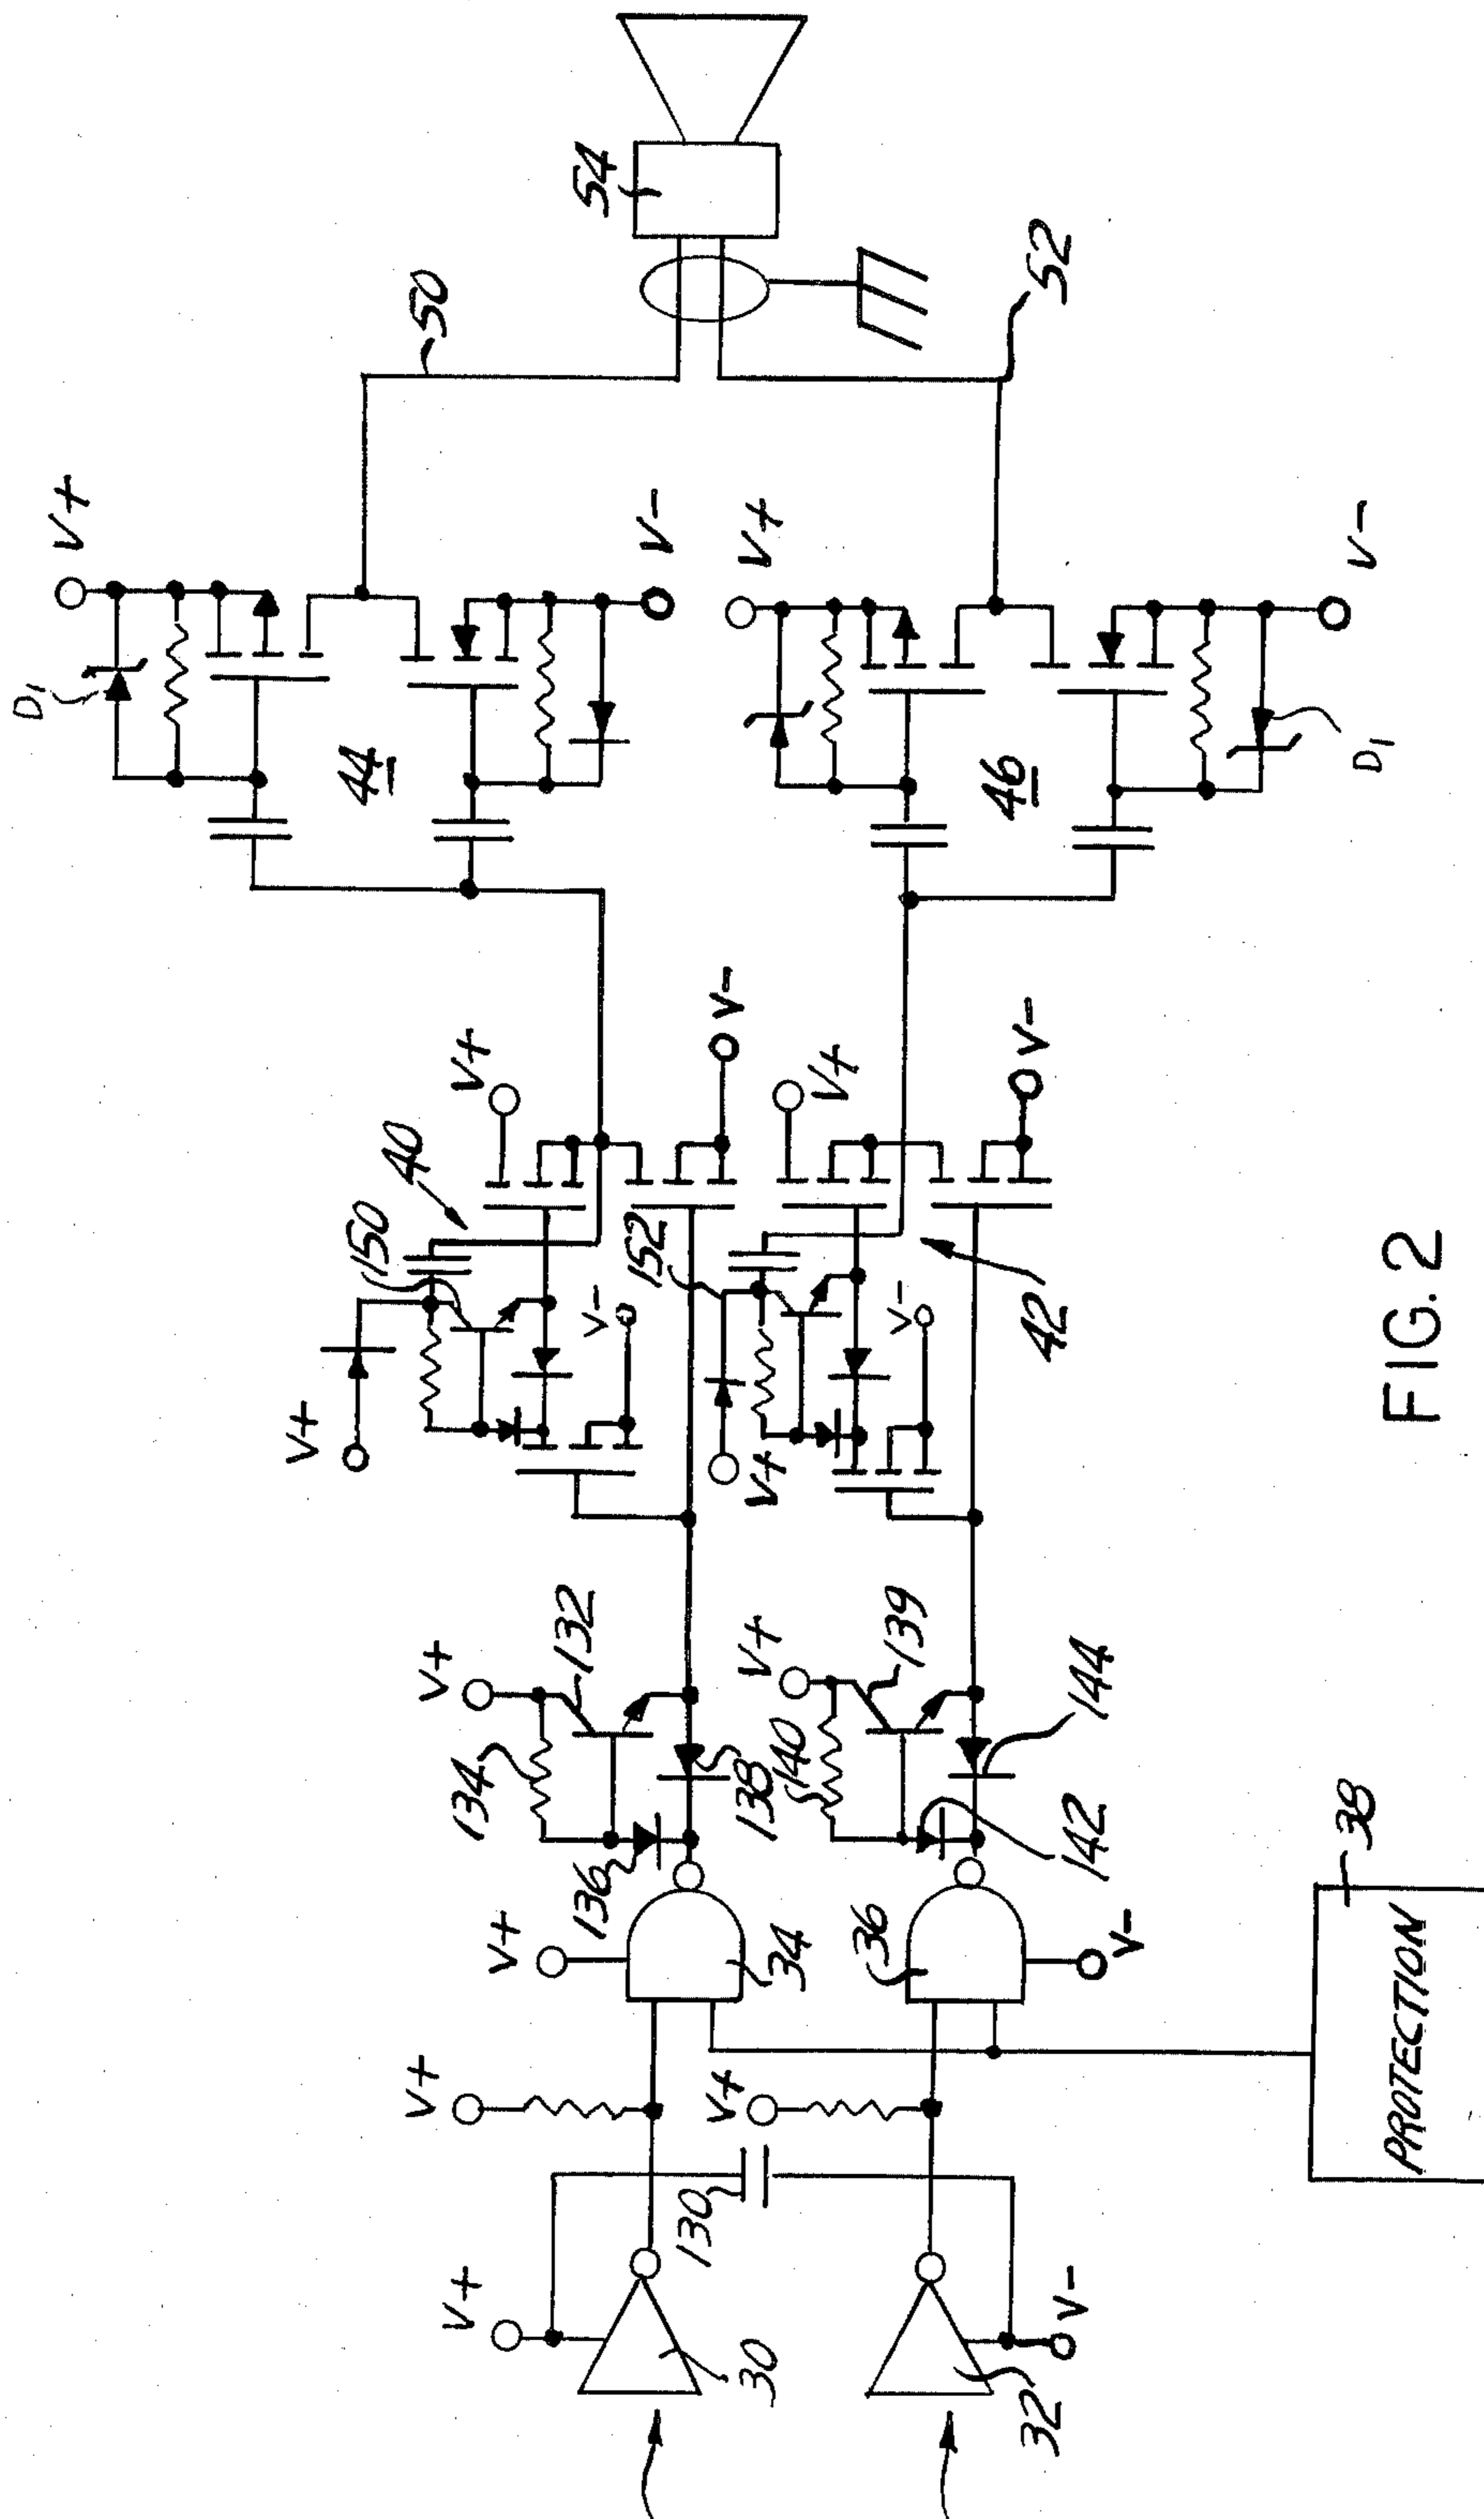 V+
D1
50
54
44
V-
V+
46
52
V-
D1
V+
40
150
V+
V-
152
V-
V+
V-
42
V-
V+
V+
132
134
136
138
V+
34
V+
139
140
142
144
36
V-
V+
V+
130
V+
30
32
V-
38
PROTECTION
FIG. 2